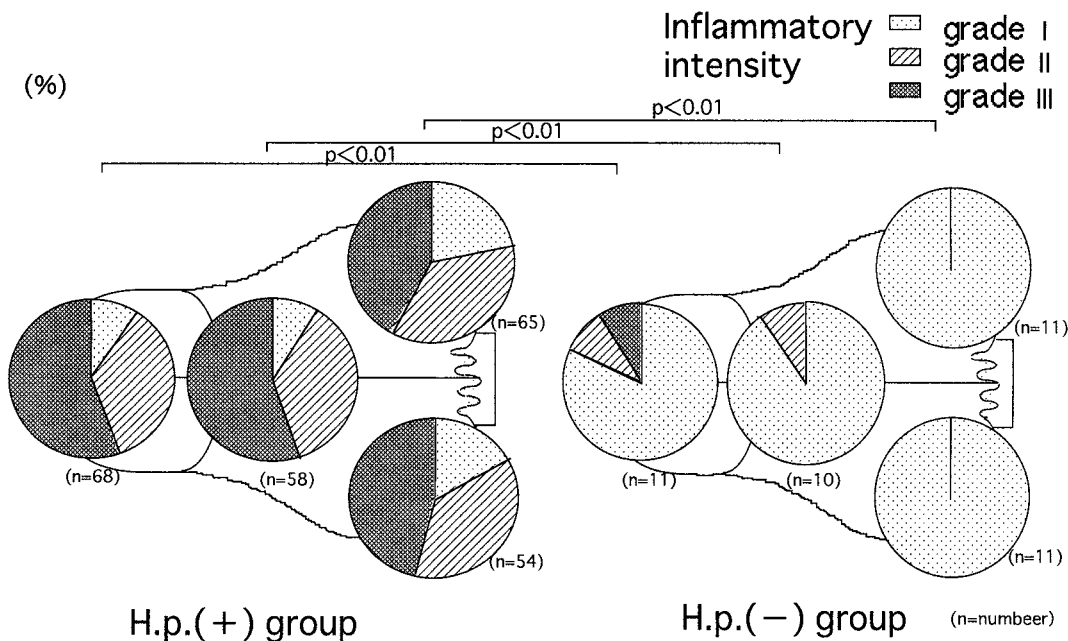 Inflammatory grade I
intensity grade II
grade III
(%)
p<0.01
p<0.01
p<0.01
(n=65)
(n=11)
(n=68)
(n=58)
(n=11)
(n=10)
(n=54)
(n=11)
H.p.(+) group
H.p.(−) group
(n=numbeer)